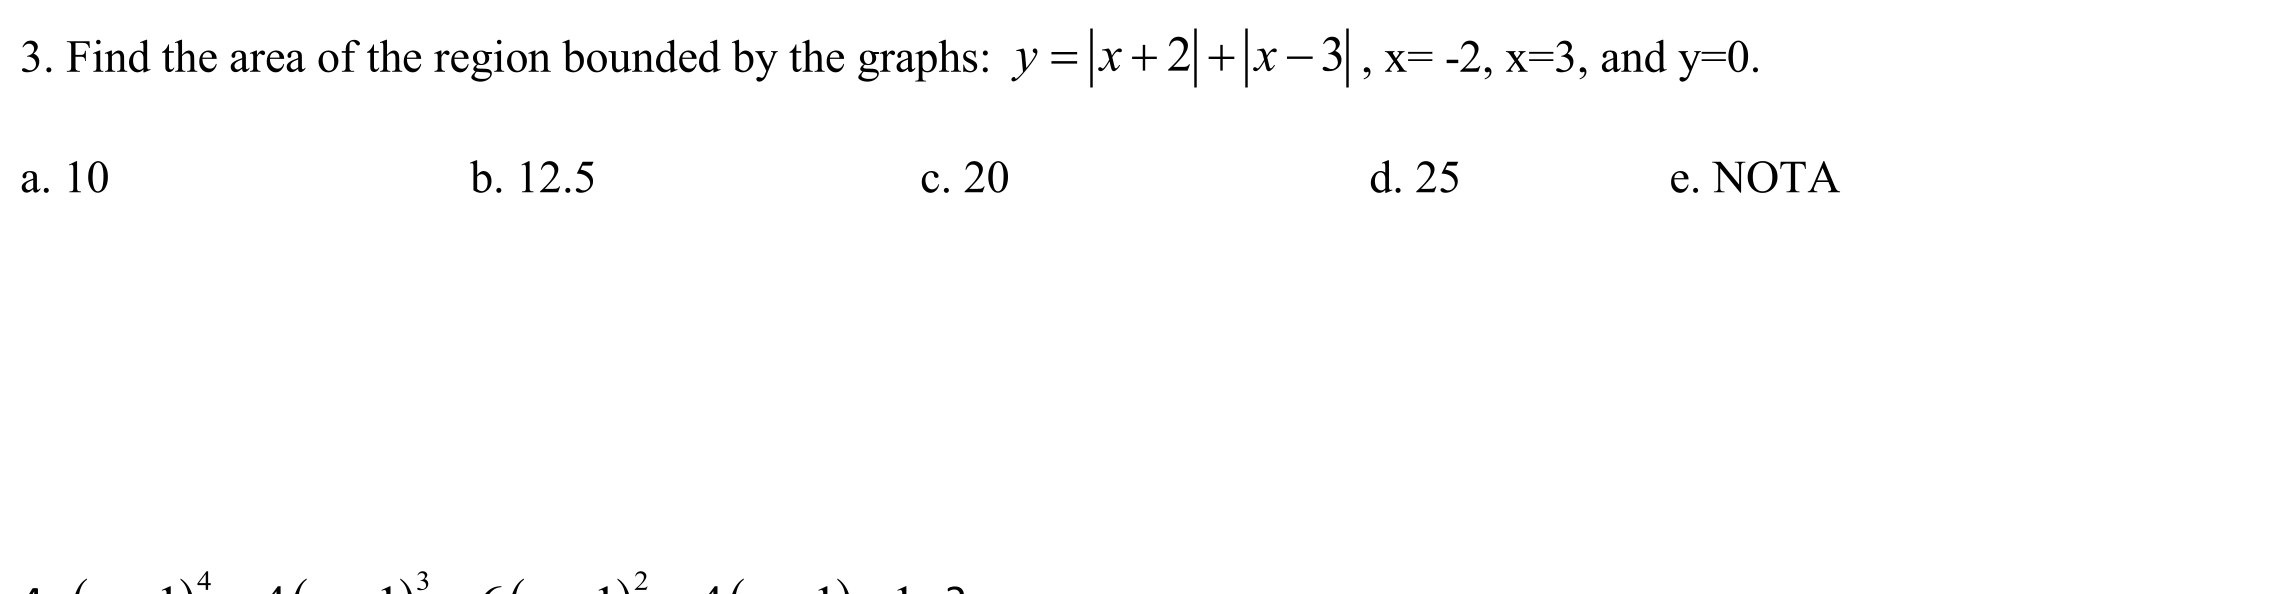 3. Find the area of the region bounded by the graphs: y = |x + 2| + |x − 3|, x= -2, x=3, and y=0.
a. 10 b. 12.5 c. 20 d. 25 e. NOTA